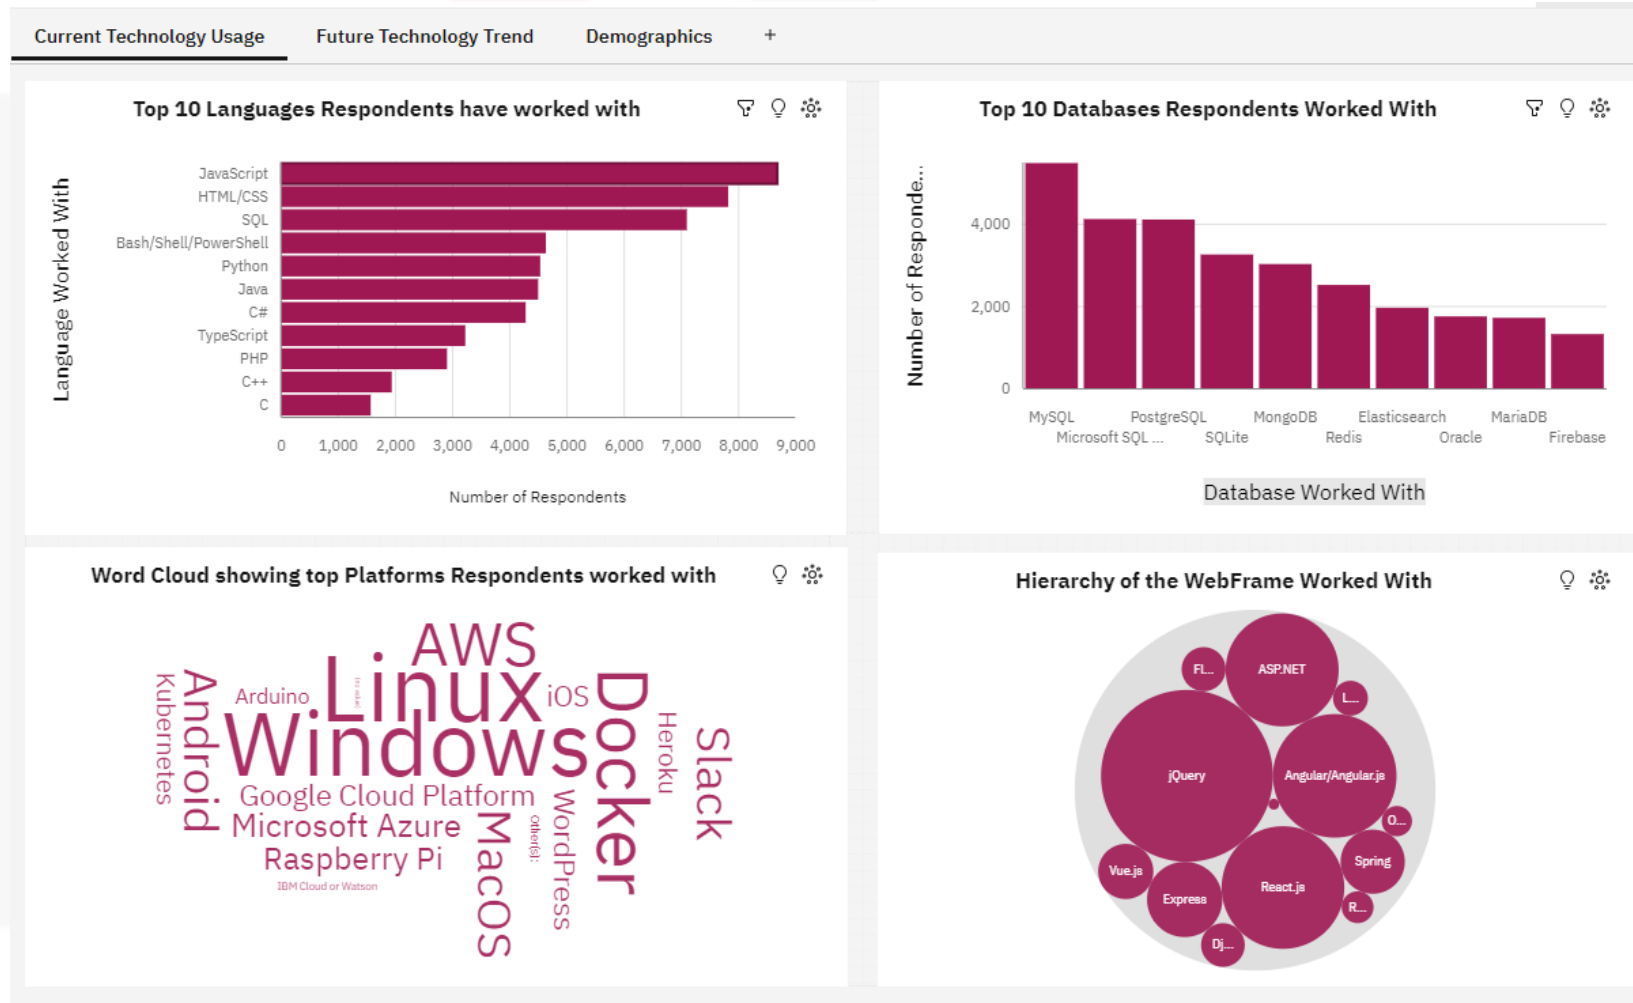 Current Technology Usage
Future Technology Trend
Demographics
+
Top 10 Languages Respondents have worked with
Language Worked With
JavaScript
HTML/CSS
SQL
Bash/Shell/PowerShell
Python
Java
C#
TypeScript
PHP
C++
C
0 1,000 2,000 3,000 4,000 5,000 6,000 7,000 8,000 9,000
Number of Respondents
Top 10 Databases Respondents Worked With
Number of Responde...
4,000
2,000
0
MySQL PostgreSQL MongoDB Elasticsearch MariaDB
Microsoft SQL ... SQLite Redis Oracle Firebase
Database Worked With
Word Cloud showing top Platforms Respondents worked with
AWS
Linux
Arduino
iOS
Docker
Kubernetes
Android
Windows
Heroku
Slack
Google Cloud Platform
Microsoft Azure
MacOS
Other(s):
WordPress
Raspberry Pi
IBM Cloud or Watson
Hierarchy of the WebFrame Worked With
Fl...
ASP.NET
L...
jQuery
Angular/Angular.js
O...
Vue.js
Express
React.js
Spring
R...
Dj...